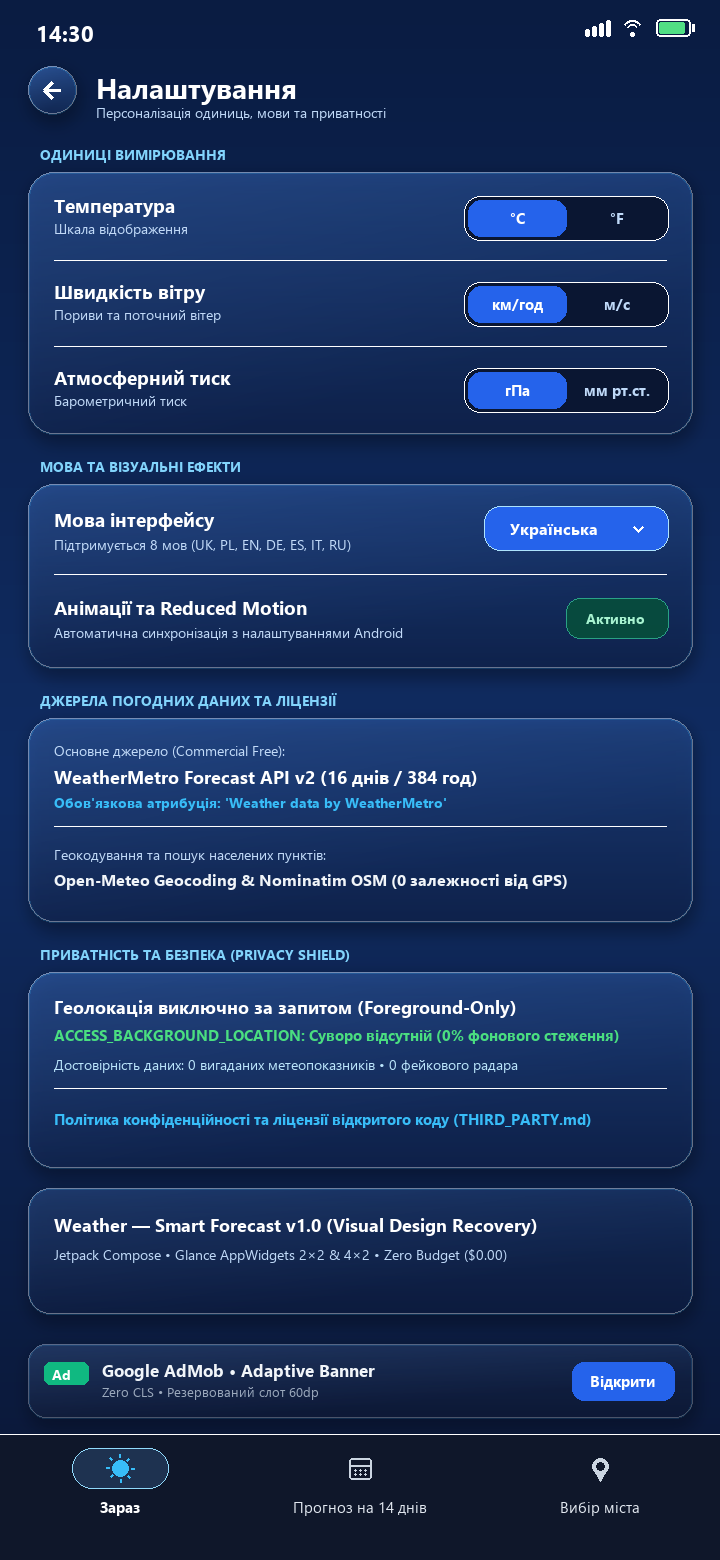 14:30
Налаштування
Персоналізація одиниць, мови та приватності
ОДИНИЦІ ВИМІРЮВАННЯ
Температура
°C
°F
Шкала відображення
Швидкість вітру
км/год
м/с
Пориви та поточний вітер
Атмосферний тиск
гПа
мм рт.ст.
Барометричний тиск
МОВА ТА ВІЗУАЛЬНІ ЕФЕКТИ
Мова інтерфейсу
Українська
Підтримується 8 мов (UK, PL, EN, DE, ES, IT, RU)
Анімації та Reduced Motion
Активно
Автоматична синхронізація з налаштуваннями Android
ДЖЕРЕЛА ПОГОДНИХ ДАНИХ ТА ЛІЦЕНЗІЇ
Основне джерело (Commercial Free):
WeatherMetro Forecast API v2 (16 днів / 384 год)
Обов'язкова атрибуція: 'Weather data by WeatherMetro'
Геокодування та пошук населених пунктів:
Open-Meteo Geocoding & Nominatim OSM (0 залежності від GPS)
ПРИВАТНІСТЬ ТА БЕЗПЕКА (PRIVACY SHIELD)
Геолокація виключно за запитом (Foreground-Only)
ACCESS_BACKGROUND_LOCATION: Суворо відсутній (0% фонового стеження)
Достовірність даних: 0 вигаданих метеопоказників • 0 фейкового радара
Політика конфіденційності та ліцензії відкритого коду (THIRD_PARTY.md)
Weather — Smart Forecast v1.0 (Visual Design Recovery)
Jetpack Compose • Glance AppWidgets 2×2 & 4×2 • Zero Budget ($0.00)
Ad
Google AdMob • Adaptive Banner
Zero CLS • Резервований слот 60dp
Відкрити
Зараз
Прогноз на 14 днів
Вибір міста